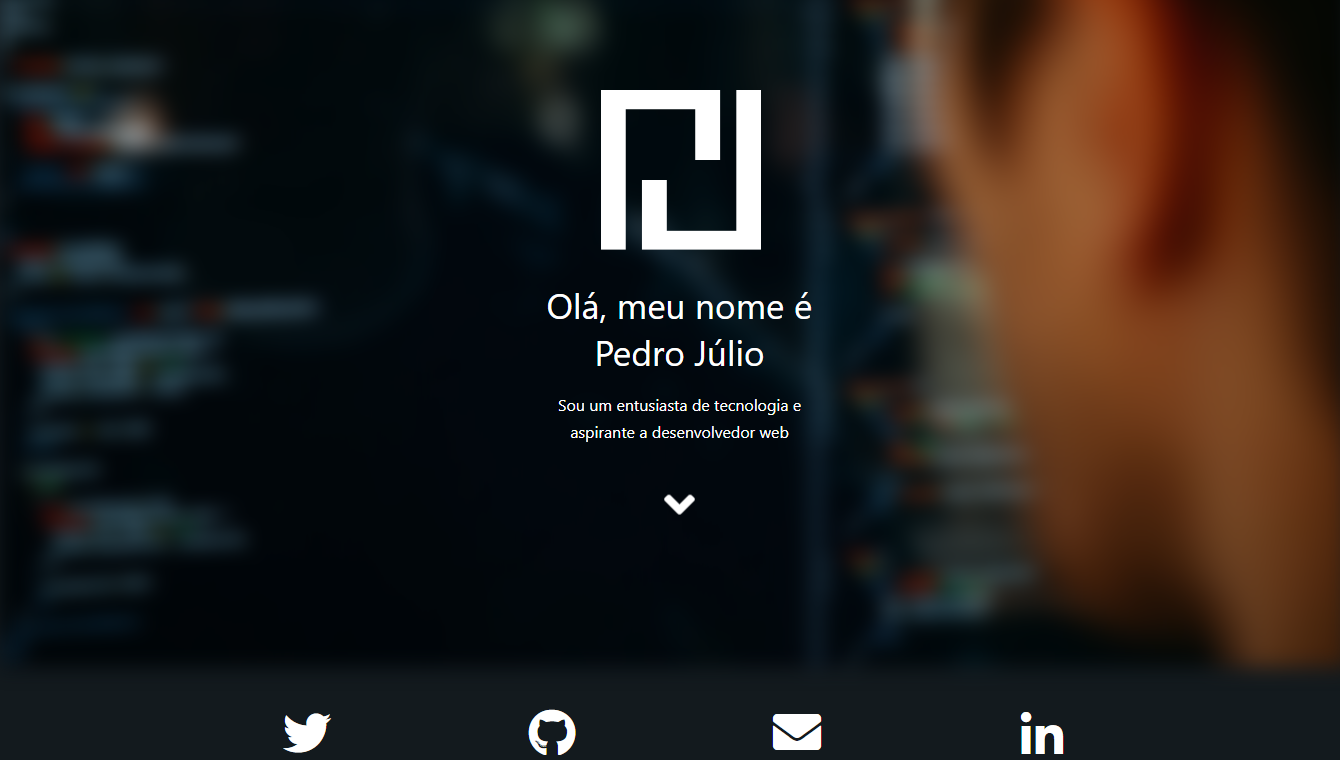 Olá, meu nome é
Pedro Júlio
Sou um entusiasta de tecnologia e
aspirante a desenvolvedor web
in